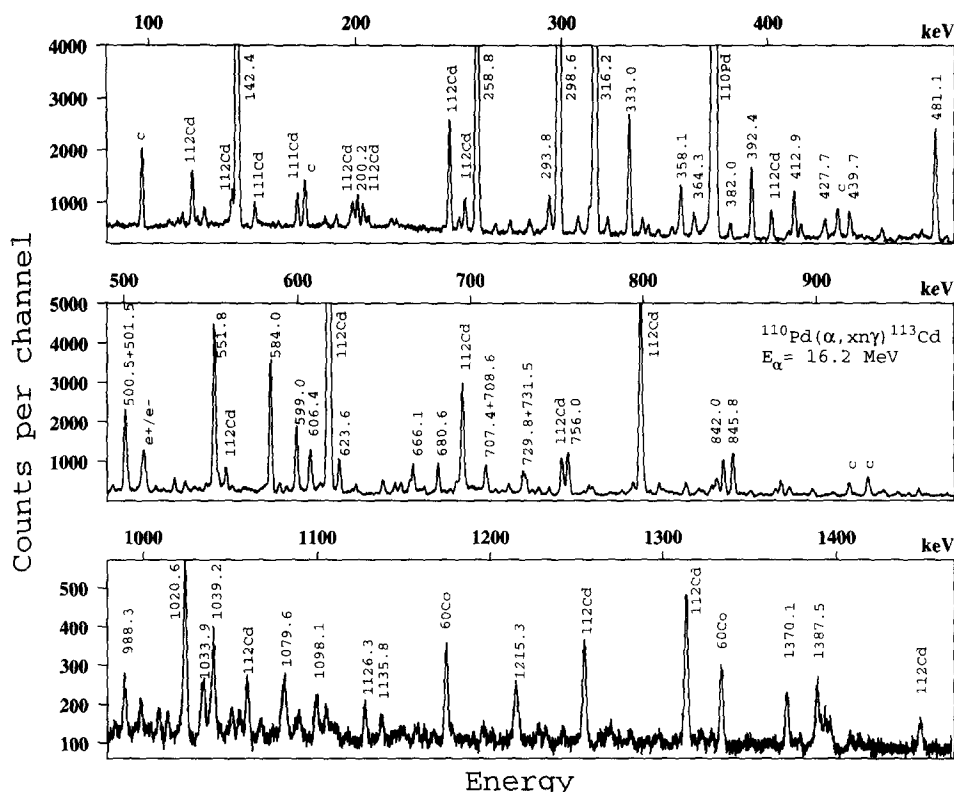 100 200 300 400 keV
4000
3000
2000
1000
c
112Cd
112Cd
142.4
111Cd
111Cd
c
112Cd
200.2
112Cd
112Cd
112Cd
258.8
293.8
298.6
316.2
333.0
358.1
364.3
110Pd
382.0
392.4
112Cd
412.9
427.7
c
439.7
481.1
500 600 700 800 900 keV
5000
4000
3000
2000
1000
500.5+501.5
e+/e-
551.8
112Cd
584.0
599.0
606.4
112Cd
623.6
666.1
680.6
112Cd
707.4+708.6
729.8+731.5
112Cd
756.0
112Cd
842.0
845.8
c
c
110Pd(α,xnγ)113Cd
Eα= 16.2 MeV
1000 1100 1200 1300 1400 keV
500
400
300
200
100
988.3
1020.6
1033.9
1039.2
112Cd
1079.6
1098.1
1126.3
1135.8
60Co
1215.3
112Cd
112Cd
60Co
1370.1
1387.5
112Cd
Counts per channel
Energy